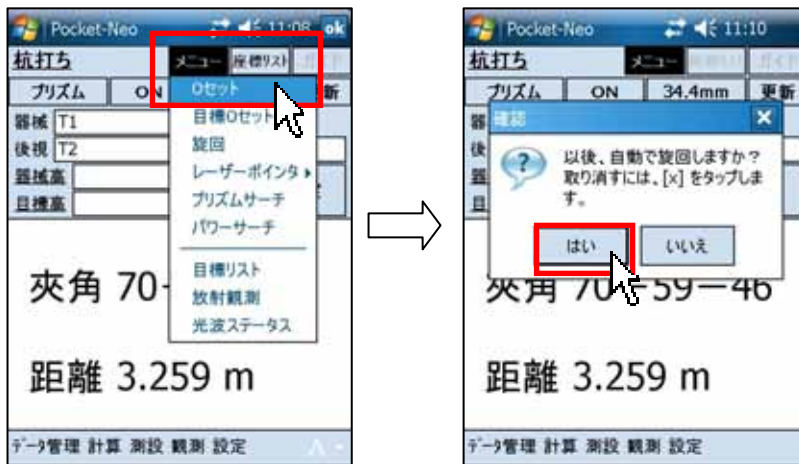 Pocket-Neo 11:08 ok
杭打ち メニュー 座標リスト ガイド
プリズム ON 新
0セット
目標0セット
旋回
レーザーポインタ
プリズムサーチ
パワーサーチ
目標リスト
放射観測
光波ステータス
器械 T1
後視 T2
器械高
目標高
夾角 70-
距離 3.259 m
データ管理 計算 測設 観測 設定
Pocket-Neo 11:10
杭打ち メニュー
プリズム ON 34.4mm 更新
確認
以後、自動で旋回しますか?
取り消すには、[x] をタップしま
す。
はい いいえ
器
後
器
目
夾角 70-59-46
距離 3.259 m
データ管理 計算 測設 観測 設定